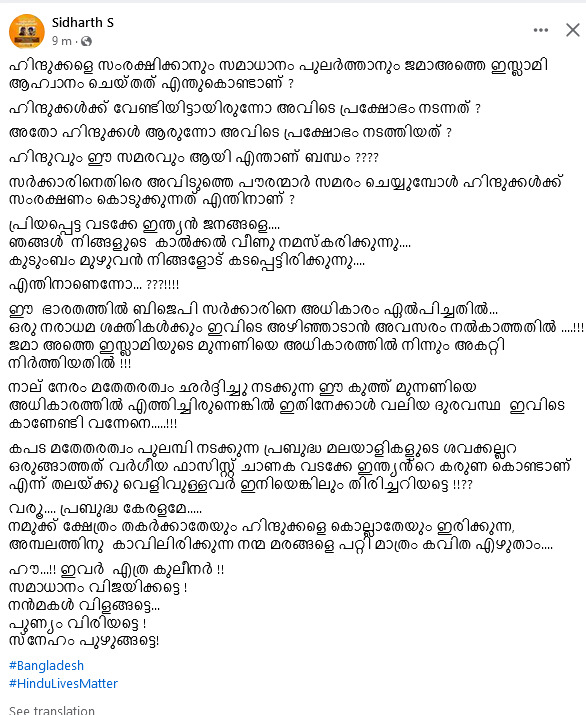 Sidharth S
9 m ·
ഹിന്ദുക്കളെ സംരക്ഷിക്കാനും സമാധാനം പുലർത്താനും ജമാഅത്തെ ഇസ്ലാമി
ആഹ്വാനം ചെയ്തത് എന്തുകൊണ്ടാണ് ?
ഹിന്ദുക്കൾക്ക് വേണ്ടിയിട്ടായിരുന്നോ അവിടെ പ്രക്ഷോഭം നടന്നത് ?
അതോ ഹിന്ദുക്കൾ ആരുന്നോ അവിടെ പ്രക്ഷോഭം നടത്തിയത് ?
ഹിന്ദുവും ഈ സമരവും ആയി എന്താണ് ബന്ധം ????
സർക്കാരിനെതിരെ അവിടുത്തെ പൗരന്മാർ സമരം ചെയ്യുമ്പോൾ ഹിന്ദുക്കൾക്ക്
സംരക്ഷണം കൊടുക്കുന്നത് എന്തിനാണ് ?
പ്രിയപ്പെട്ട വടക്കേ ഇന്ത്യൻ ജനങ്ങളെ....
ഞങ്ങൾ നിങ്ങളുടെ കാൽക്കൽ വീണു നമസ്കരിക്കുന്നു....
കുടുംബം മുഴുവൻ നിങ്ങളോട് കടപ്പെട്ടിരിക്കുന്നു....
എന്തിനാണെന്നോ... ???!!!!
ഈ ഭാരതത്തിൽ ബിജെപി സർക്കാരിനെ അധികാരം ഏൽപിച്ചതിൽ...
ഒരു നരാധമ ശക്തികൾക്കും ഇവിടെ അഴിഞ്ഞാടാൻ അവസരം നൽകാത്തതിൽ ....!!!
ജമാ അത്തെ ഇസ്ലാമിയുടെ മുന്നണിയെ അധികാരത്തിൽ നിന്നും അകറ്റി
നിർത്തിയതിൽ !!!
നാല് നേരം മതേതരത്വം ഛർദ്ദിച്ചു നടക്കുന്ന ഈ കുത്ത് മുന്നണിയെ
അധികാരത്തിൽ എത്തിച്ചിരുന്നെങ്കിൽ ഇതിനേക്കാൾ വലിയ ദുരവസ്ഥ ഇവിടെ
കാണേണ്ടി വന്നേനെ.....!!!
കപട മതേതരത്വം പുലമ്പി നടക്കുന്ന പ്രബുദ്ധ മലയാളികളുടെ ശവക്കല്ലറ
ഒരുങ്ങാത്തത് വർഗീയ ഫാസിസ്റ്റ് ചാണക വടക്കേ ഇന്ത്യൻ്റെ കരുണ കൊണ്ടാണ്
എന്ന് തലയ്ക്കു വെളിവുള്ളവർ ഇനിയെങ്കിലും തിരിച്ചറിയട്ടെ !!??
വരൂ.... പ്രബുദ്ധ കേരളമേ.....
നമുക്ക് ക്ഷേത്രം തകർക്കാതേയും ഹിന്ദുക്കളെ കൊല്ലാതേയും ഇരിക്കുന്ന,
അമ്പലത്തിനു കാവിലിരിക്കുന്ന നന്മ മരങ്ങളെ പറ്റി മാത്രം കവിത എഴുതാം....
ഹൗ...!! ഇവർ എത്ര കുലീനർ !!
സമാധാനം വിജയിക്കട്ടെ !
നൻമകൾ വിളങ്ങട്ടെ...
പുണ്യം വിരിയട്ടെ !
സ്നേഹം പുഴുങ്ങട്ടെ!
#Bangladesh
#HinduLivesMatter
See translation